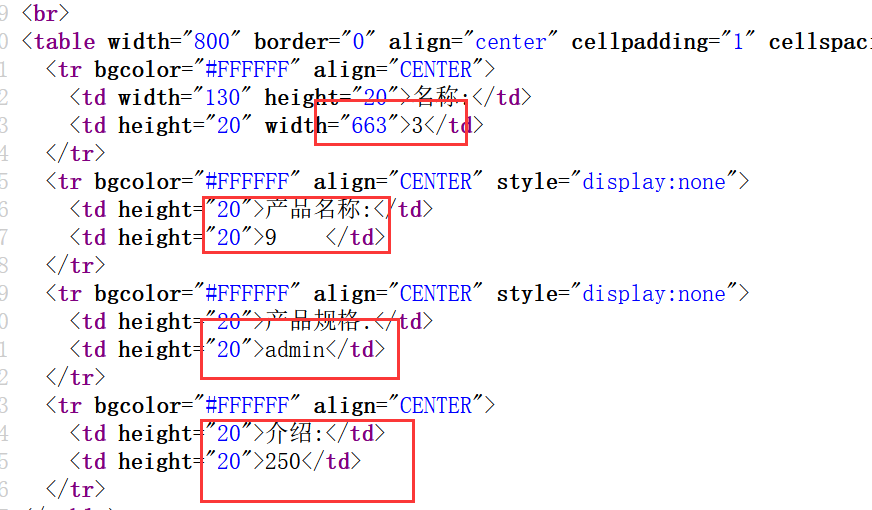 9 <br>
0 <table width="800" border="0" align="center" cellpadding="1" cellspaci
1 <tr bgcolor="#FFFFFF" align="CENTER">
2 <td width="130" height="20">名称:</td>
3 <td height="20" width="663">3</td>
4 </tr>
5 <tr bgcolor="#FFFFFF" align="CENTER" style="display:none">
6 <td height="20">产品名称:</td>
7 <td height="20">9    </td>
8 </tr>
9 <tr bgcolor="#FFFFFF" align="CENTER" style="display:none">
0 <td height="20">产品规格:</td>
1 <td height="20">admin</td>
2 </tr>
3 <tr bgcolor="#FFFFFF" align="CENTER">
4 <td height="20">介绍:</td>
5 <td height="20">250</td>
6 </tr>